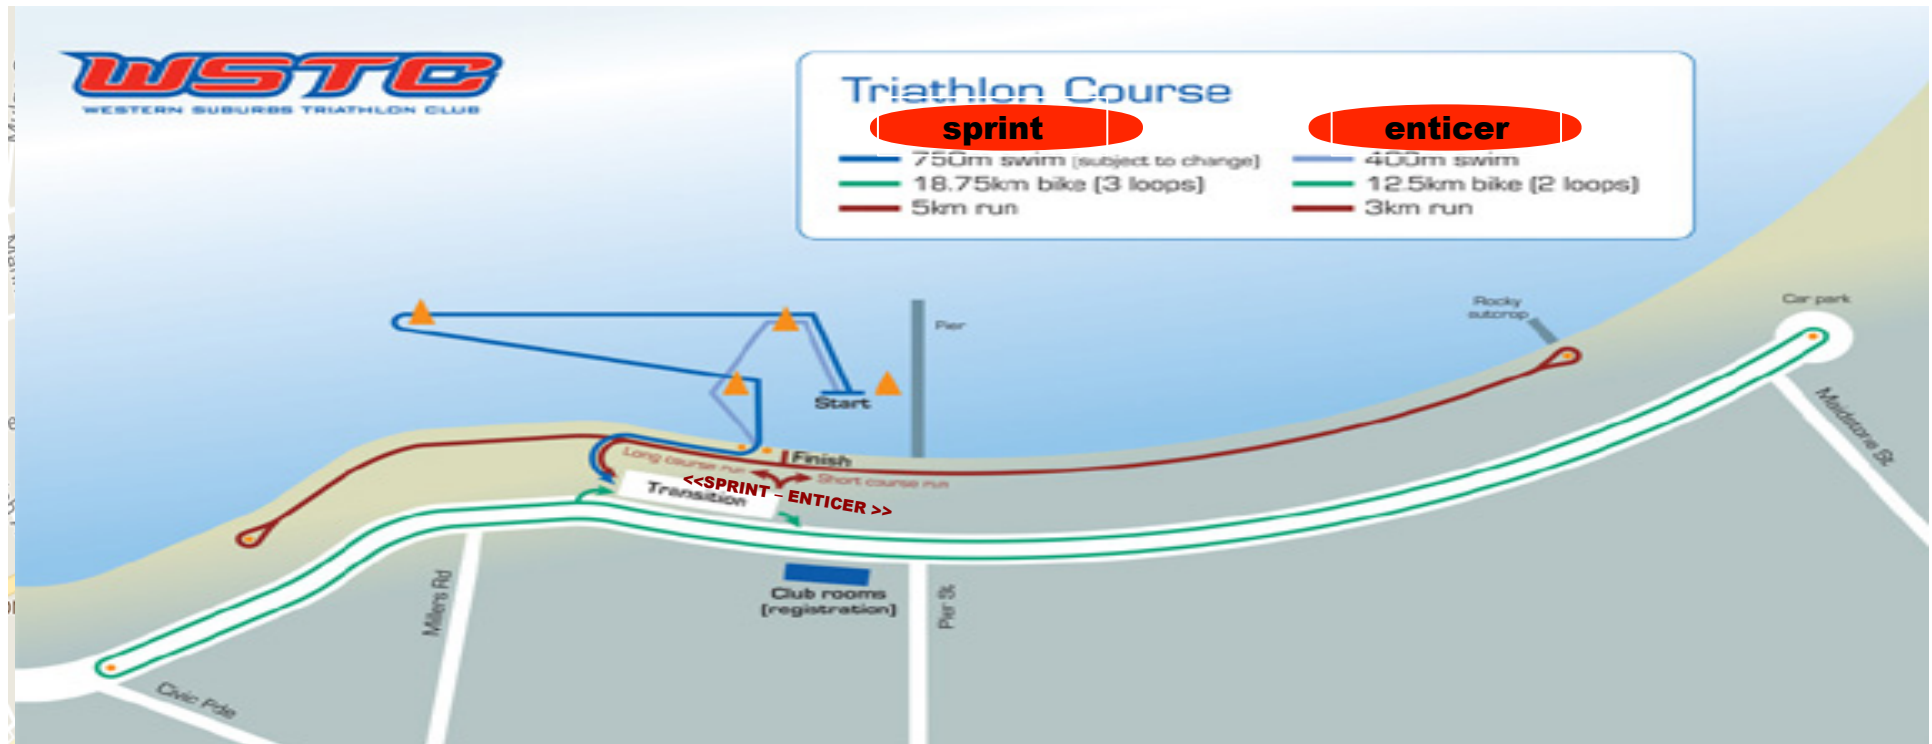 WSTC
WESTERN SUBURBS TRIATHLON CLUB
Triathlon Course
sprint
enticer
750m swim (subject to change)
400m swim
18.75km bike (3 loops)
12.5km bike (2 loops)
5km run
3km run
Rocky
outcrop
Car park
Pier
Start
Maidstone St
Finish
Long course run
Short course run
Transition
<<SPRINT – ENTICER >>
Club rooms
(registration)
Millers Rd
Pier St
Civic Pde